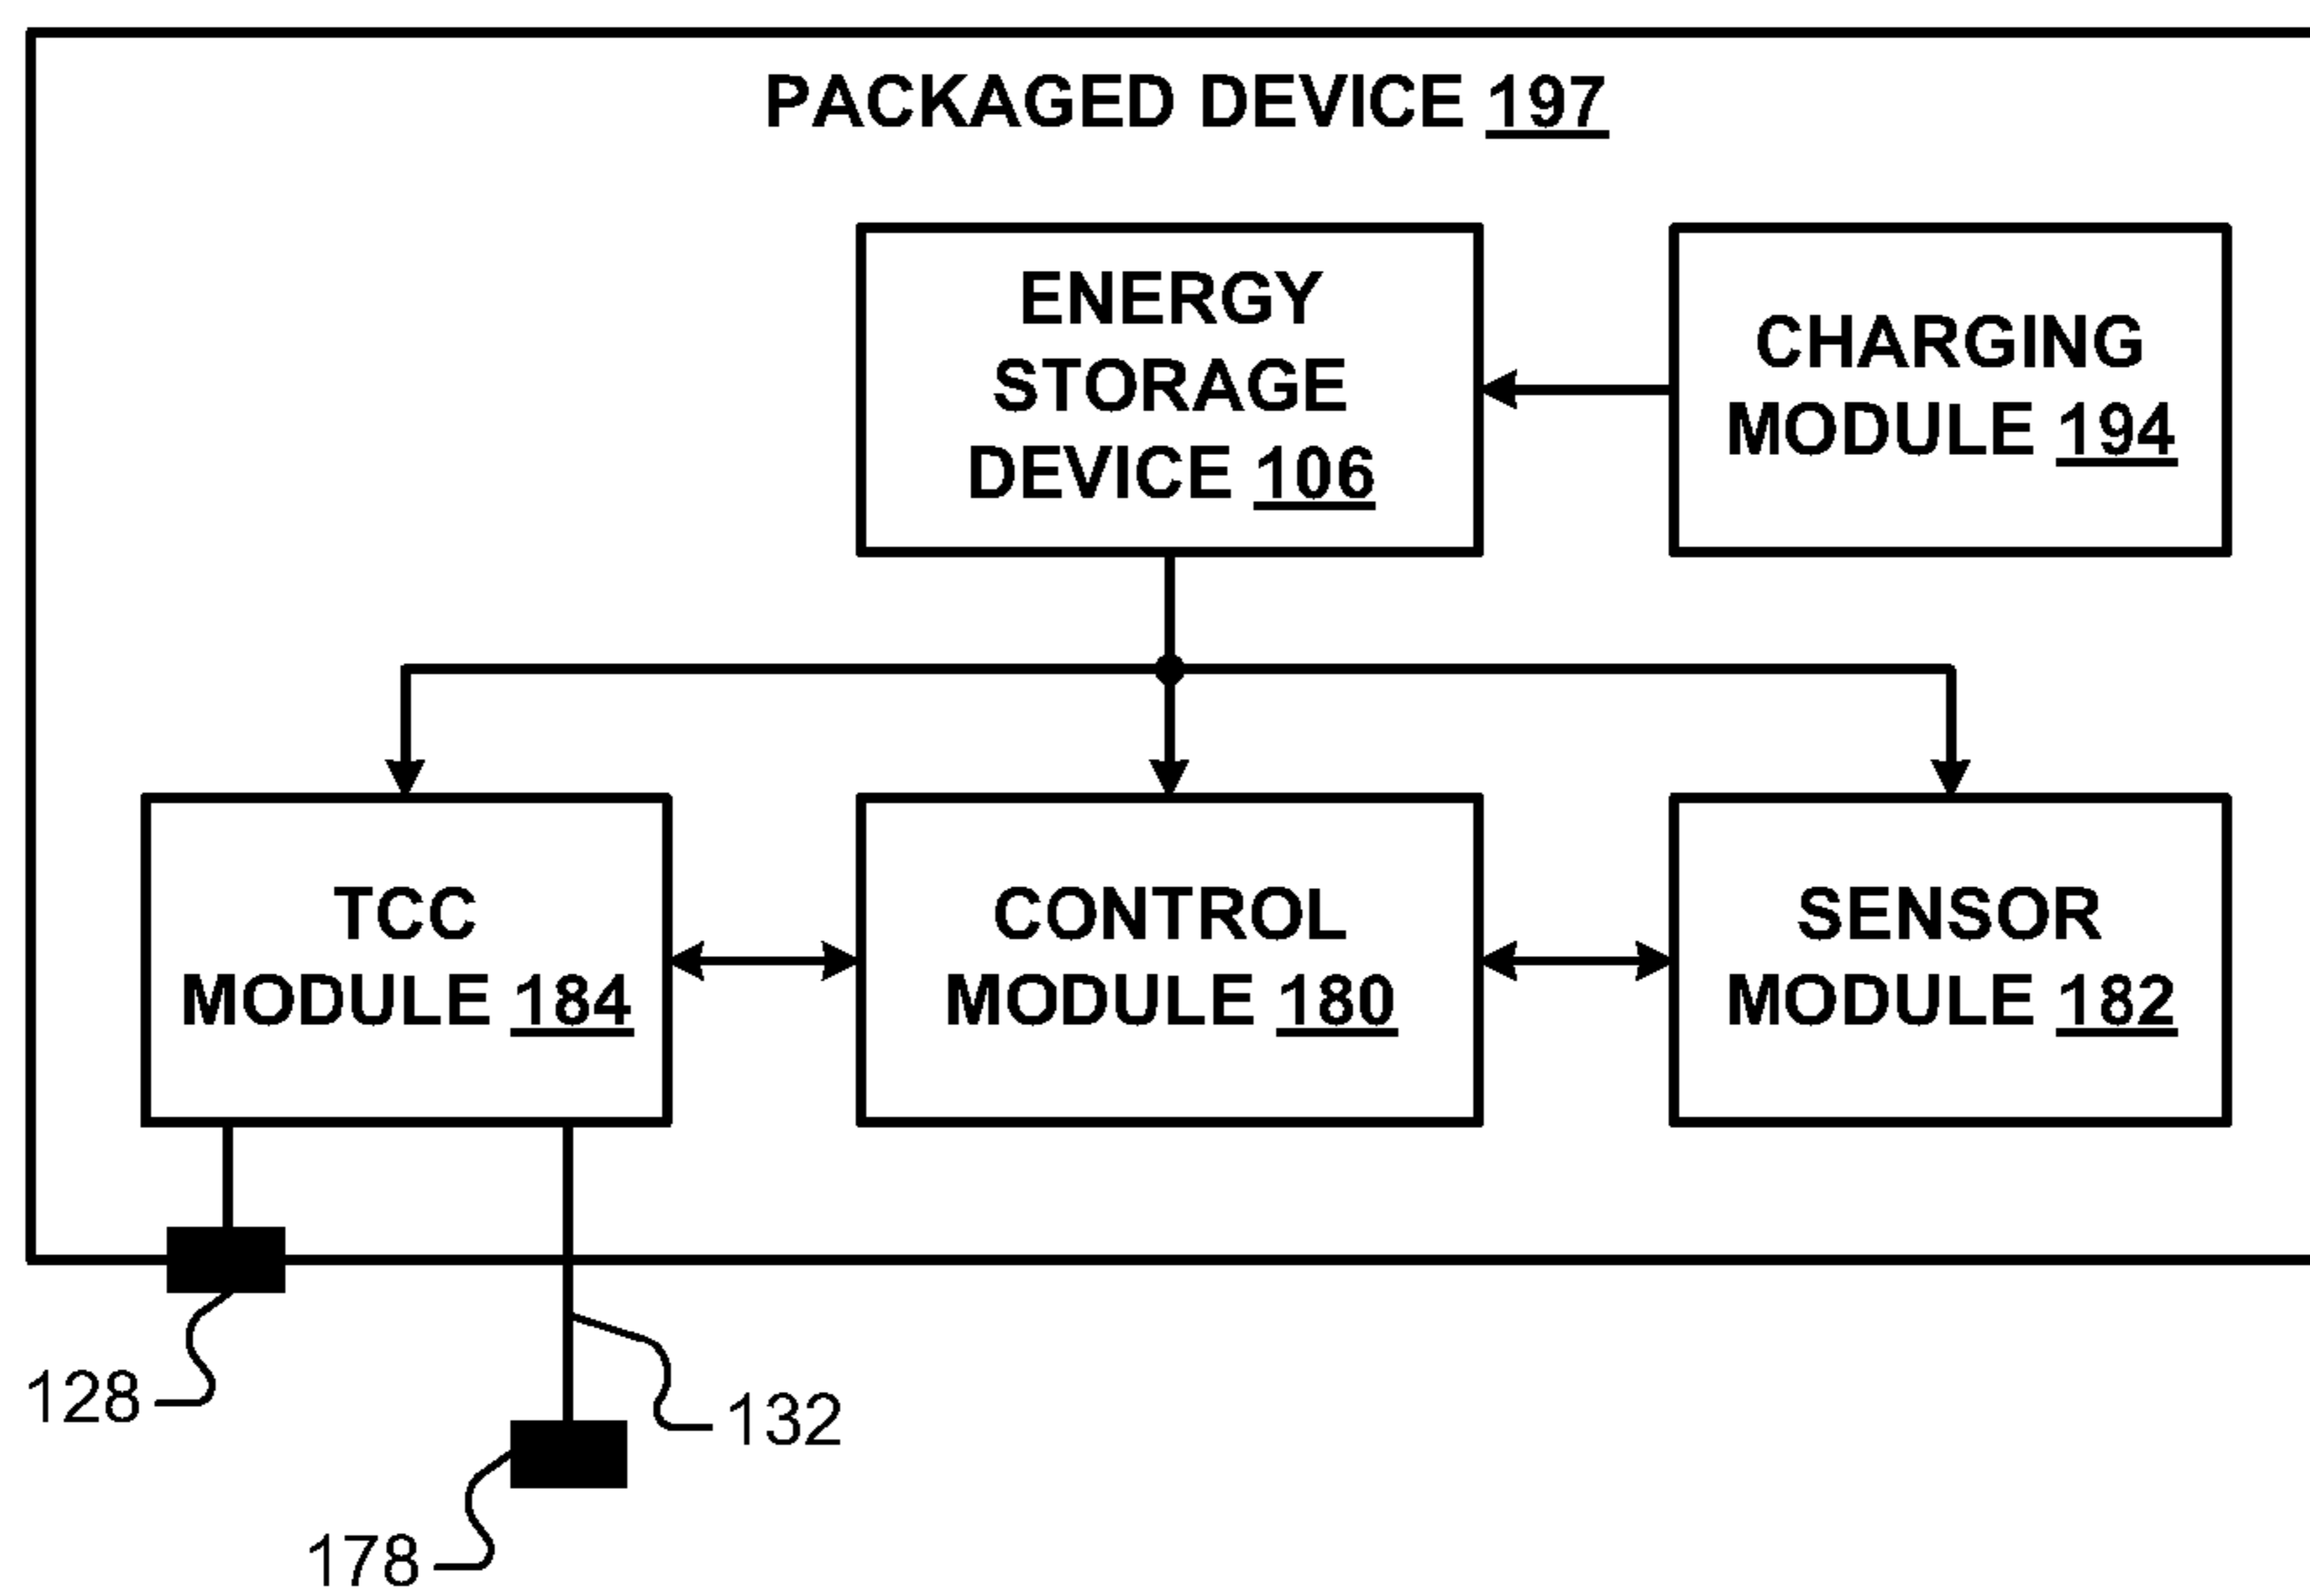 PACKAGED DEVICE 197
ENERGY
STORAGE
DEVICE 106
CHARGING
MODULE 194
TCC
MODULE 184
CONTROL
MODULE 180
SENSOR
MODULE 182
128
132
178